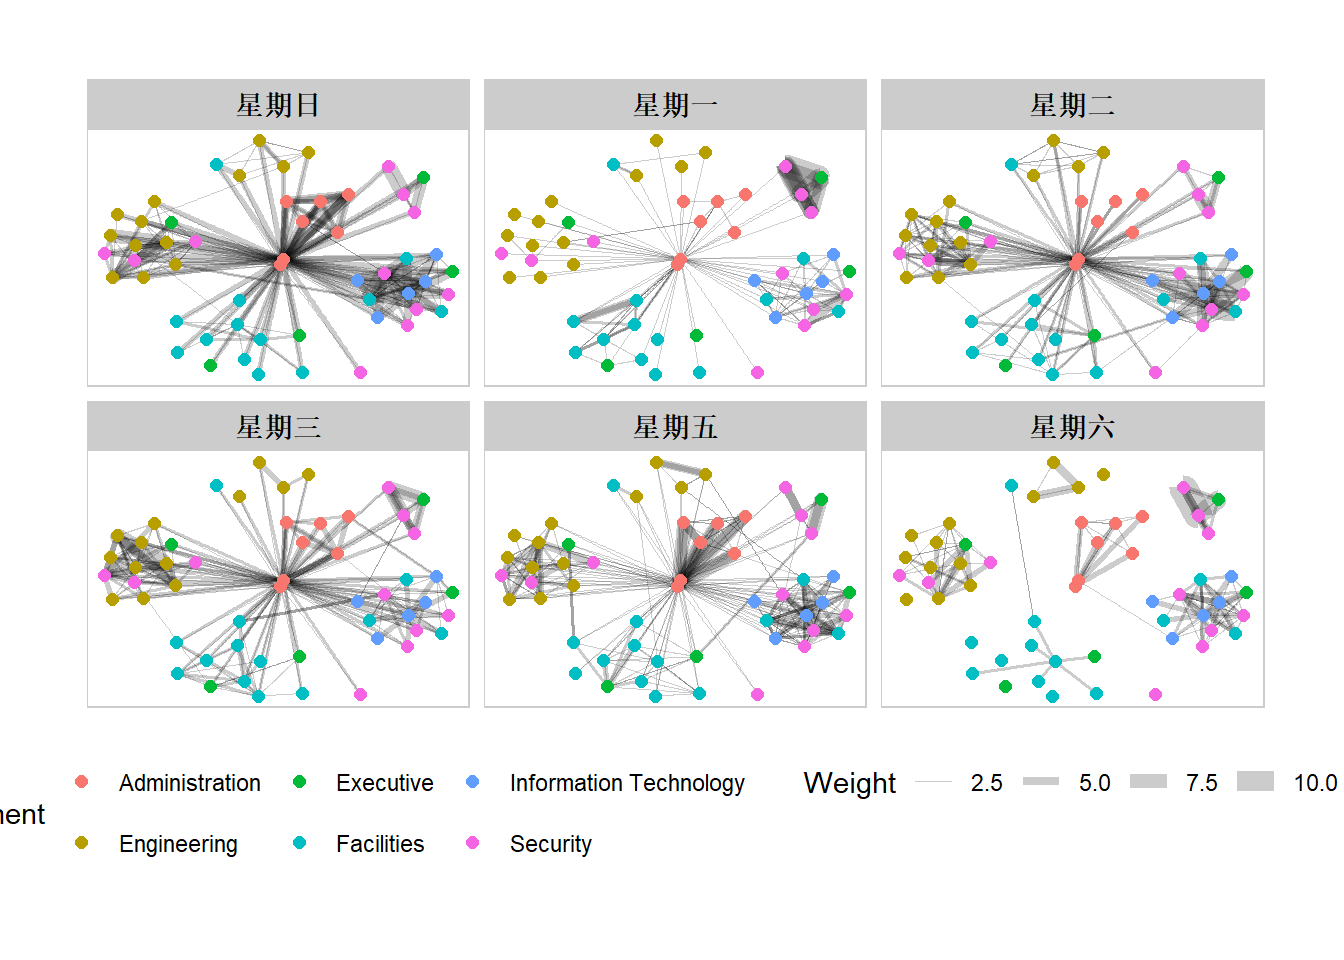 星期日 星期一 星期二
星期三 星期五 星期六
Administration Executive Information Technology Weight 2.5 5.0 7.5 10.0
Engineering Facilities Security